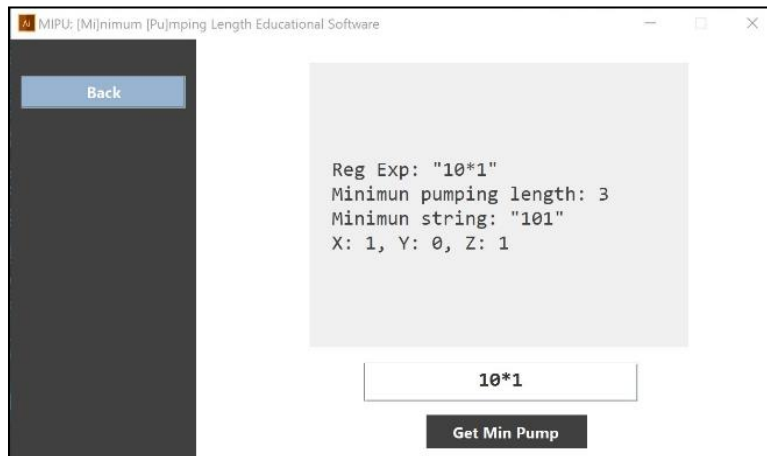 MIPU: [Mi]nimum [Pu]mping Length Educational Software
Back
Reg Exp: "10*1"
Minimun pumping length: 3
Minimun string: "101"
X: 1, Y: 0, Z: 1
10*1
Get Min Pump